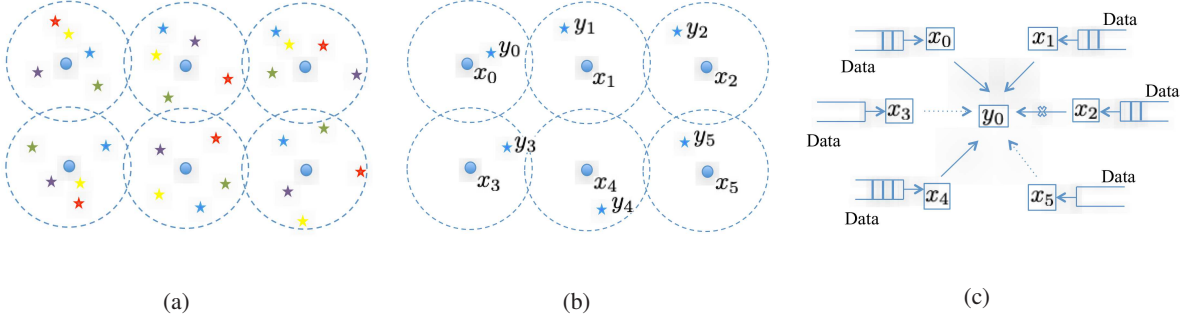 y₀
x₀
y₁
x₁
y₂
x₂
y₃
x₃
x₄
y₄
y₅
x₅
Data
x₀
x₁
Data
Data
x₃
y₀
x₂
Data
Data
x₄
x₅
Data
Data
(a)
(b)
(c)